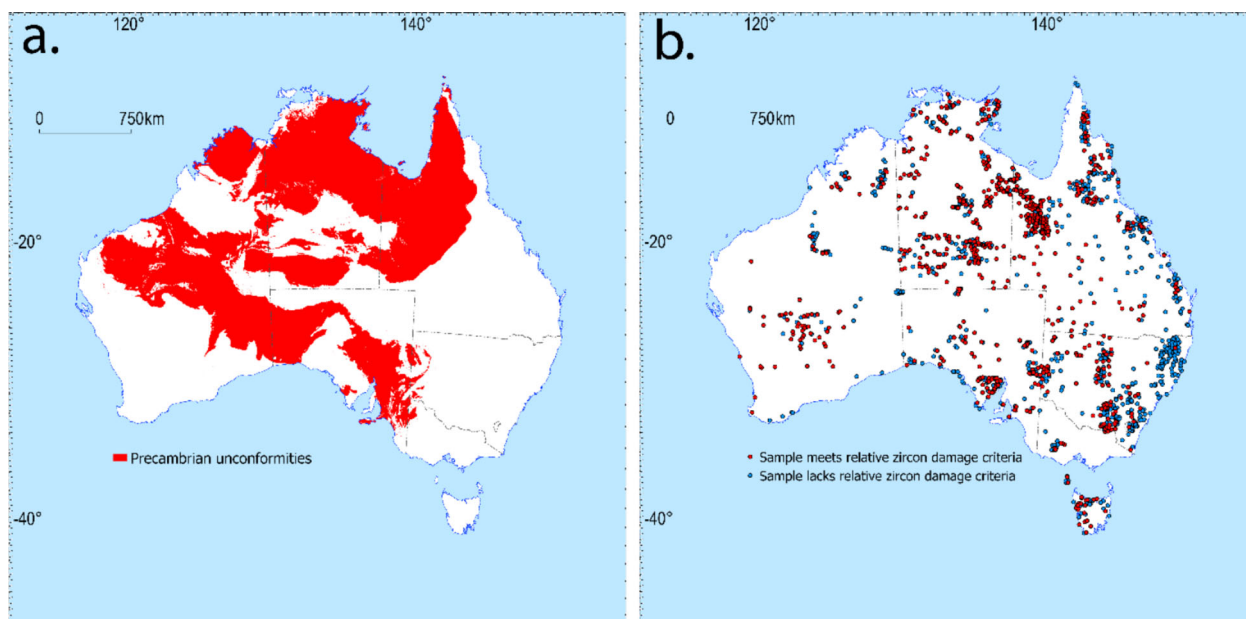 a.
120°
140°
0
750km
-20°
Precambrian unconformities
-40°
b.
120°
140°
0
750km
-20°
Sample meets relative zircon damage criteria
Sample lacks relative zircon damage criteria
-40°